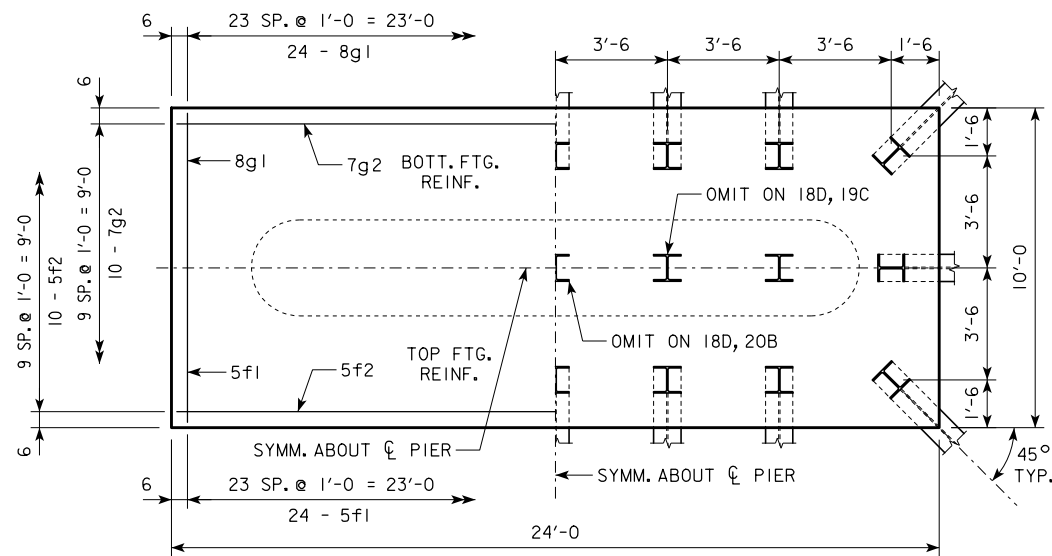 6
23 SP. @ 1'-0 = 23'-0
24 - 8g1
3'-6
3'-6
3'-6
1'-6
6
8g1
7g2
BOTT. FTG.
REINF.
1'-6
9 SP. @ 1'-0 = 9'-0
10 - 7g2
9 SP. @ 1'-0 = 9'-0
10 - 5f2
OMIT ON 18D, 19C
3'-6
10'-0
OMIT ON 18D, 20B
3'-6
5f1
5f2
TOP FTG.
REINF.
1'-6
6
SYMM. ABOUT ℄ PIER
SYMM. ABOUT ℄ PIER
45°
TYP.
6
23 SP. @ 1'-0 = 23'-0
24 - 5f1
24'-0